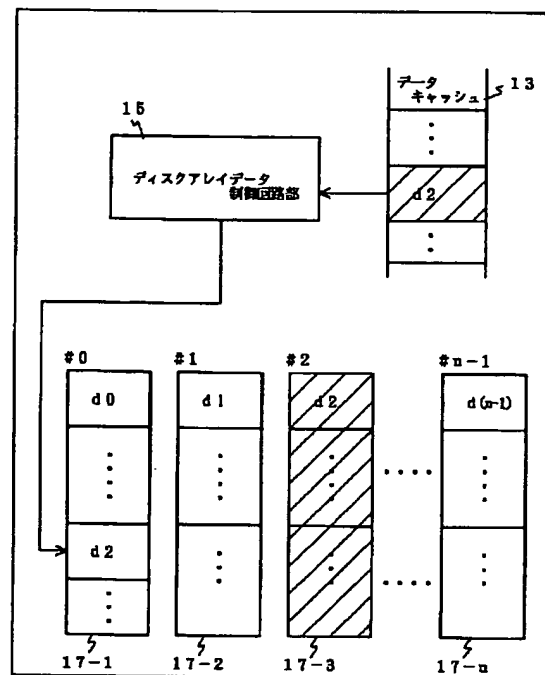 データ
キャッシュ
13
15
ディスクアレイデータ
制御回路部
d2
#0
#1
#2
#n-1
d0
d1
d2
d(n-1)
d2
17-1
17-2
17-3
17-n